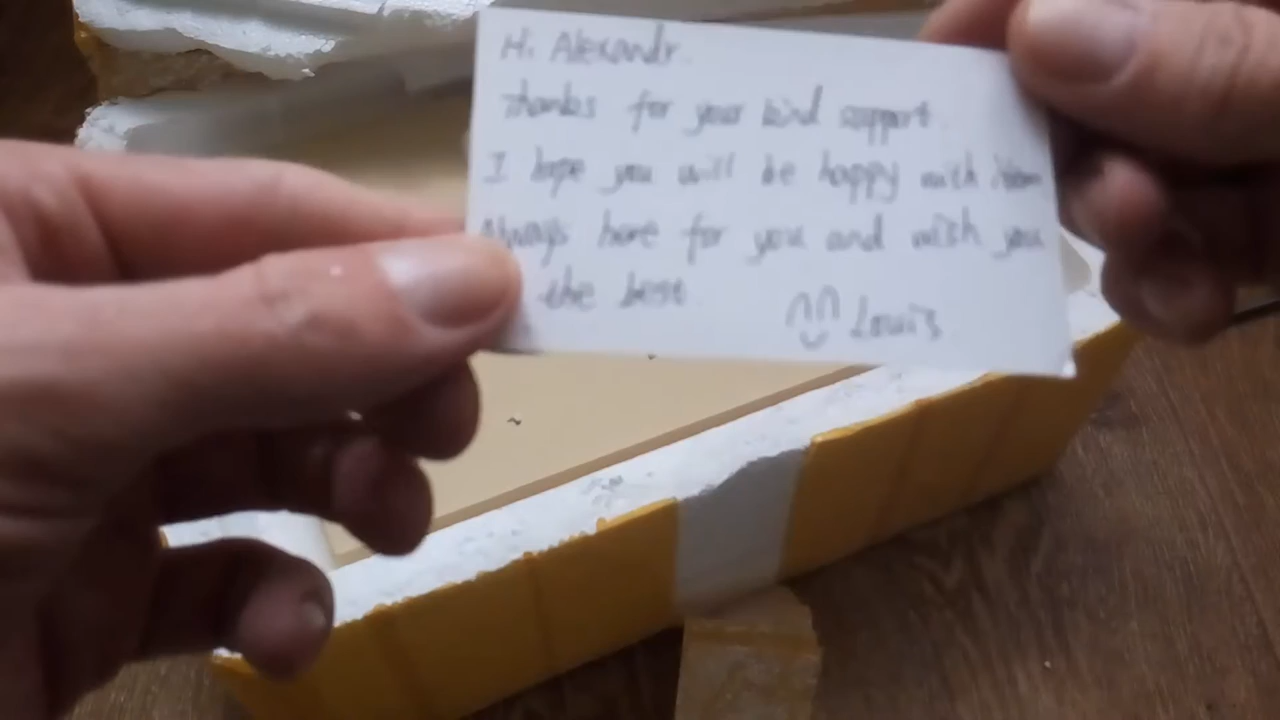 Hi Alexandr.
thanks for your kind support.
I hope you will be happy with item
Always here for you and wish you
the best
Louis